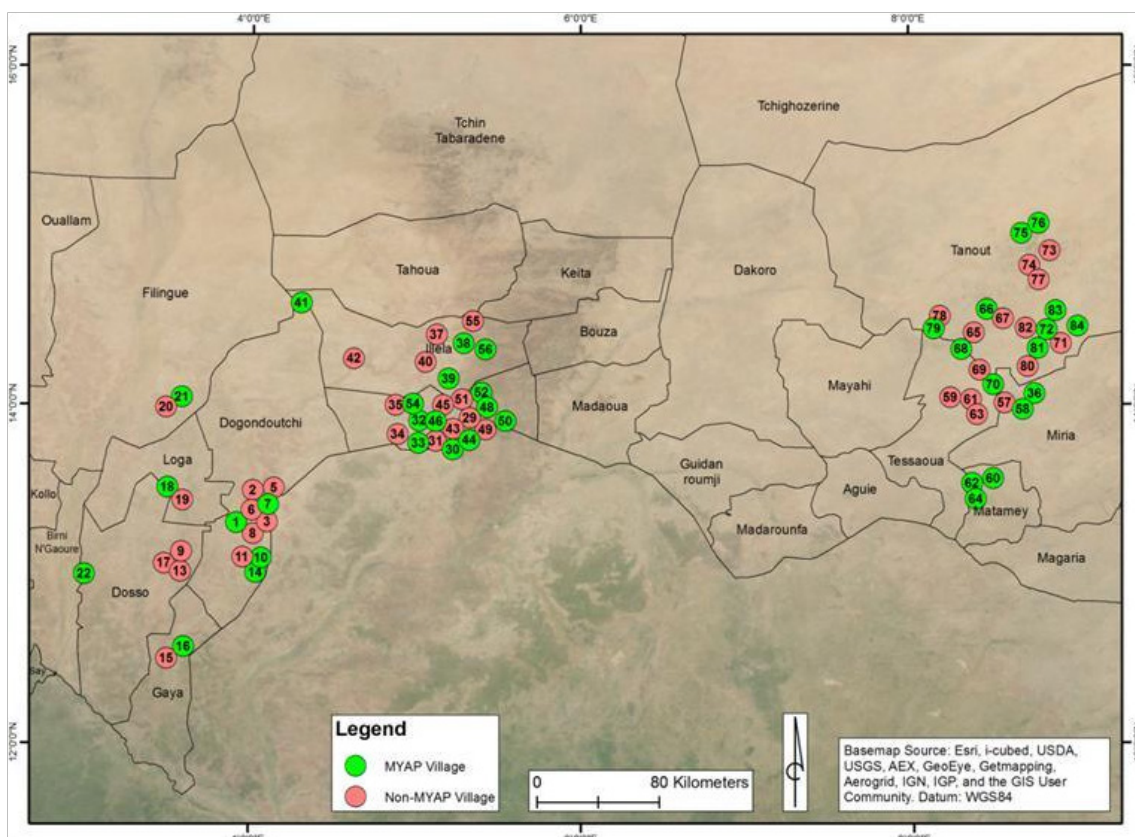 4°0'0"E
6°0'0"E
8°0'0"E
16°0'0"N
Tchighozerine
Tchin
Tabaradene
Ouallam
76
75
73
Tanout
74
77
Tahoua
Keita
Dakoro
Filingue
41
66
83
78
67
55
79
65
82
72
84
37
Bouza
38
Illela
56
68
81
71
42
40
80
69
39
70
21
52
36
20
35
54
45
51
48
Mayahi
59
61
57
14°0'0"N
Madaoua
63
58
Dogondoutchi
32
46
29
50
34
43
49
Miria
33
31
44
30
Loga
Guidan
roumji
Tessaoua
18
2
5
60
Kollo
19
7
Aguie
62
6
64
1
3
Matamey
Birni
N'Gaoure
8
Madarounfa
9
11
10
Magaria
17
13
22
14
Dosso
16
15
Say
Gaya
Legend
MYAP Village
Non-MYAP Village
0
80 Kilometers
Basemap Source: Esri, i-cubed, USDA,
USGS, AEX, GeoEye, Getmapping,
Aerogrid, IGN, IGP, and the GIS User
Community. Datum: WGS84
12°0'0"N